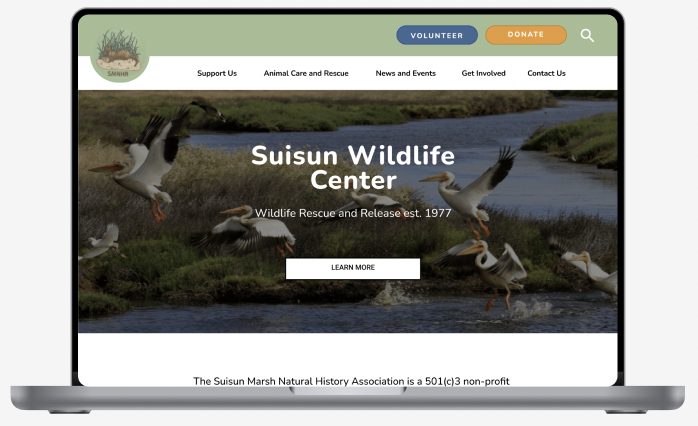 VOLUNTEER
DONATE
SMNHA
Support Us
Animal Care and Rescue
News and Events
Get Involved
Contact Us
Suisun Wildlife
Center
Wildlife Rescue and Release est. 1977
LEARN MORE
The Suisun Marsh Natural History Association is a 501(c)3 non-profit